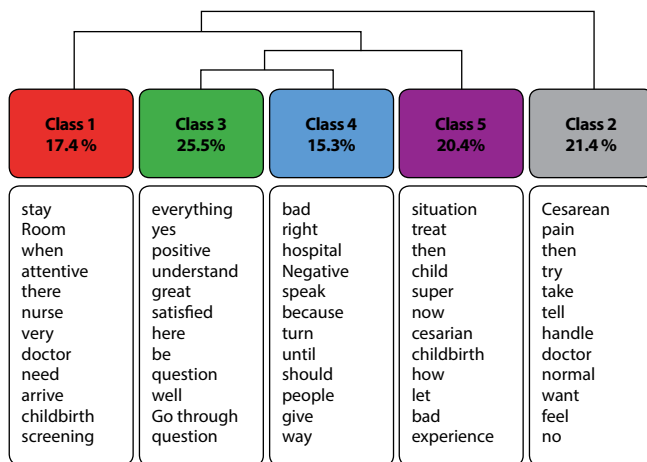 Class 1
17.4 %
Class 3
25.5%
Class 4
15.3%
Class 5
20.4%
Class 2
21.4 %
stay
Room
when
attentive
there
nurse
very
doctor
need
arrive
childbirth
screening
everything
yes
positive
understand
great
satisfied
here
be
question
well
Go through
question
bad
right
hospital
Negative
speak
because
turn
until
should
people
give
way
situation
treat
then
child
super
now
cesarian
childbirth
how
let
bad
experience
Cesarean
pain
then
try
take
tell
handle
doctor
normal
want
feel
no